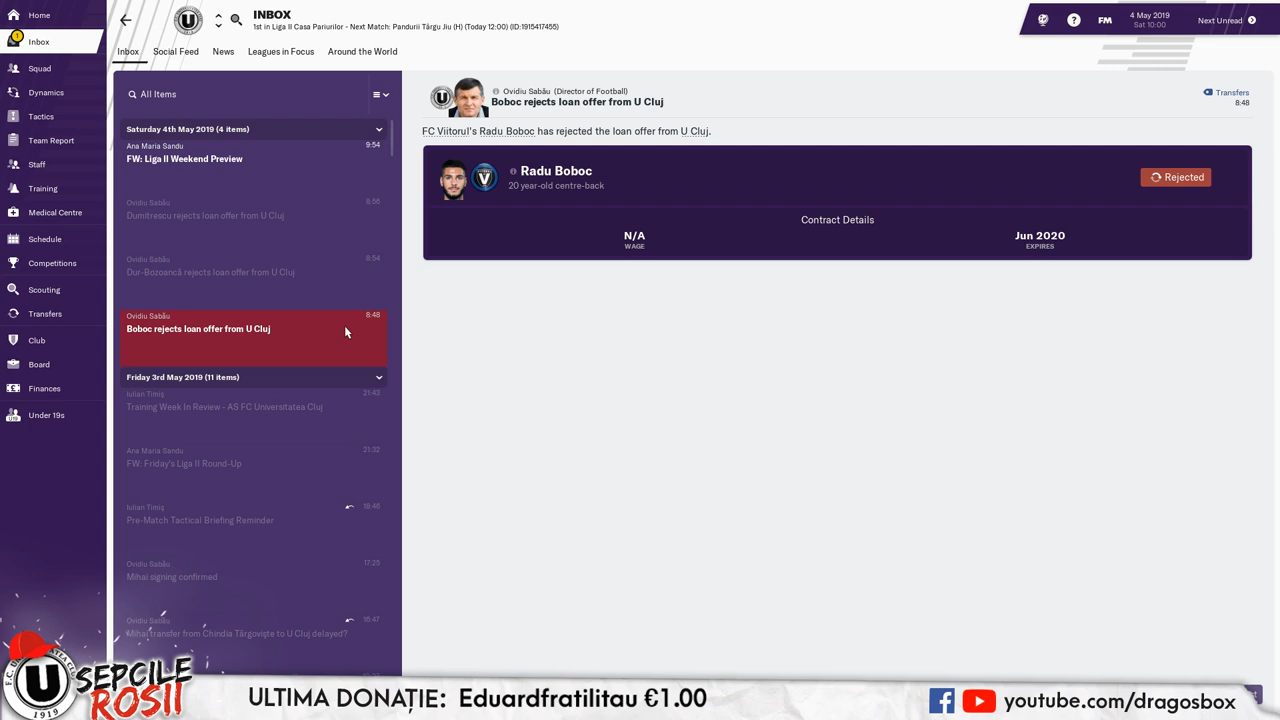 Home
1
Inbox
Squad
Dynamics
Tactics
Team Report
Staff
Training
Medical Centre
Schedule
Competitions
Scouting
Transfers
Club
Board
Finances
Under 19s
INBOX
1st in Liga II Casa Pariurilor - Next Match: Pandurii Târgu Jiu (H) (Today 12:00) (ID:1915417455)
FM
4 May 2019
Sat 10:00
Next Unread
Inbox
Social Feed
News
Leagues in Focus
Around the World
All Items
Saturday 4th May 2019 (4 items)
Ana Maria Sandu 9:54
FW: Liga II Weekend Preview
Ovidiu Sabău 8:56
Dumitrescu rejects loan offer from U Cluj
Ovidiu Sabău 8:54
Dur-Bozoancă rejects loan offer from U Cluj
Ovidiu Sabău 8:48
Boboc rejects loan offer from U Cluj
Friday 3rd May 2019 (11 items)
Iulian Timiş 21:43
Training Week In Review - AS FC Universitatea Cluj
Ana Maria Sandu 21:32
FW: Friday's Liga II Round-Up
Iulian Timiş 18:46
Pre-Match Tactical Briefing Reminder
Ovidiu Sabău 17:25
Mihai signing confirmed
Ovidiu Sabău 15:47
Mihai transfer from Chindia Târgovişte to U Cluj delayed?
Ovidiu Sabău (Director of Football)
Boboc rejects loan offer from U Cluj
Transfers
8:48
FC Viitorul's Radu Boboc has rejected the loan offer from U Cluj.
Radu Boboc
20 year-old centre-back
Rejected
Contract Details
N/A
WAGE
Jun 2020
EXPIRES
U
1919
SEPCILE
ROSII
ULTIMA DONAȚIE: Eduardfratilitau €1.00
youtube.com/dragosbox